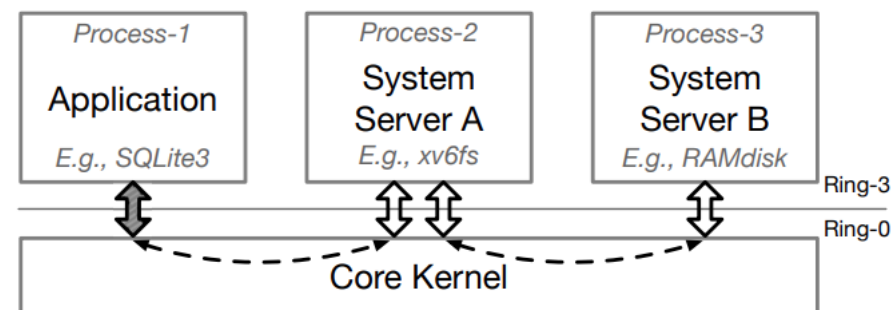 Process-1
Application
E.g., SQLite3
Process-2
System
Server A
E.g., xv6fs
Process-3
System
Server B
E.g., RAMdisk
Ring-3
Ring-0
Core Kernel